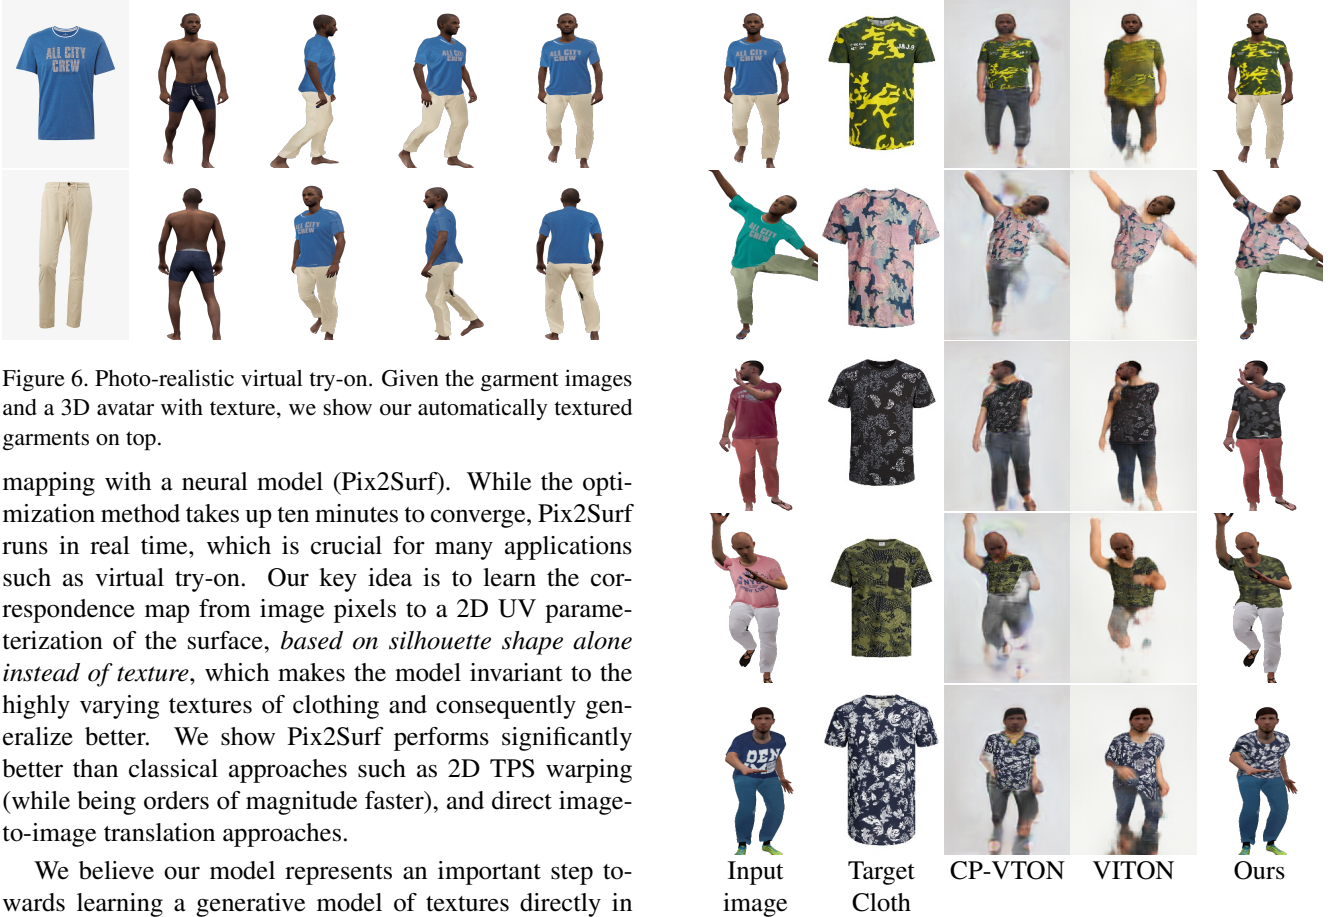 ALL CITY
CREW
Figure 6. Photo-realistic virtual try-on. Given the garment images
and a 3D avatar with texture, we show our automatically textured
garments on top.
mapping with a neural model (Pix2Surf). While the opti-
mization method takes up ten minutes to converge, Pix2Surf
runs in real time, which is crucial for many applications
such as virtual try-on. Our key idea is to learn the cor-
respondence map from image pixels to a 2D UV parame-
terization of the surface, based on silhouette shape alone
instead of texture, which makes the model invariant to the
highly varying textures of clothing and consequently gen-
eralize better. We show Pix2Surf performs significantly
better than classical approaches such as 2D TPS warping
(while being orders of magnitude faster), and direct image-
to-image translation approaches.
We believe our model represents an important step to-
wards learning a generative model of textures directly in
Input
image
Target
Cloth
CP-VTON
VITON
Ours